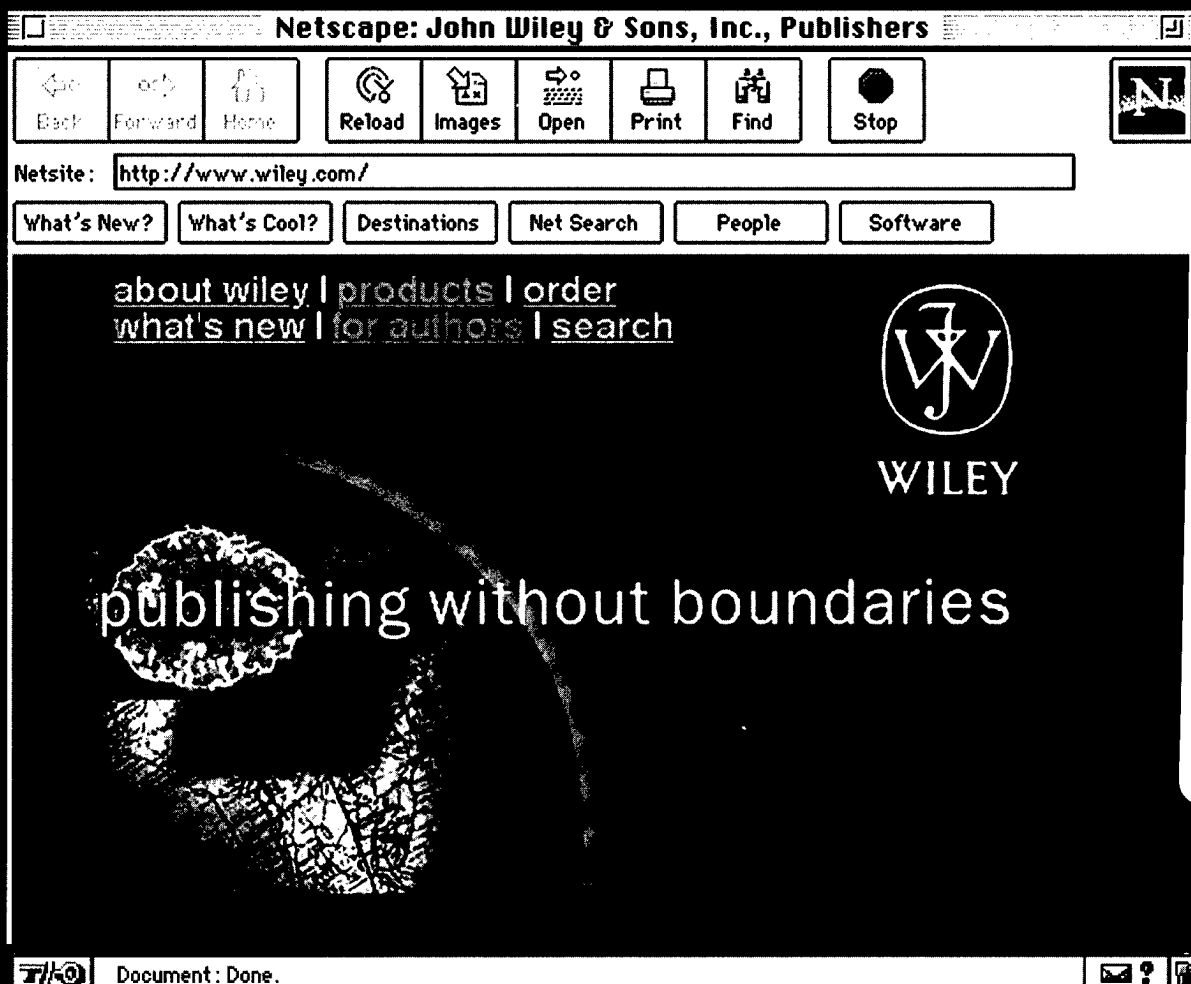 Netscape: John Wiley & Sons, Inc., Publishers
Back Forward Home Reload Images Open Print Find Stop N
Netsite: http://www.wiley.com/
What's New? What's Cool? Destinations Net Search People Software
about wiley | products | order
what's new | for authors | search
WILEY
publishing without boundaries
Document: Done.
?